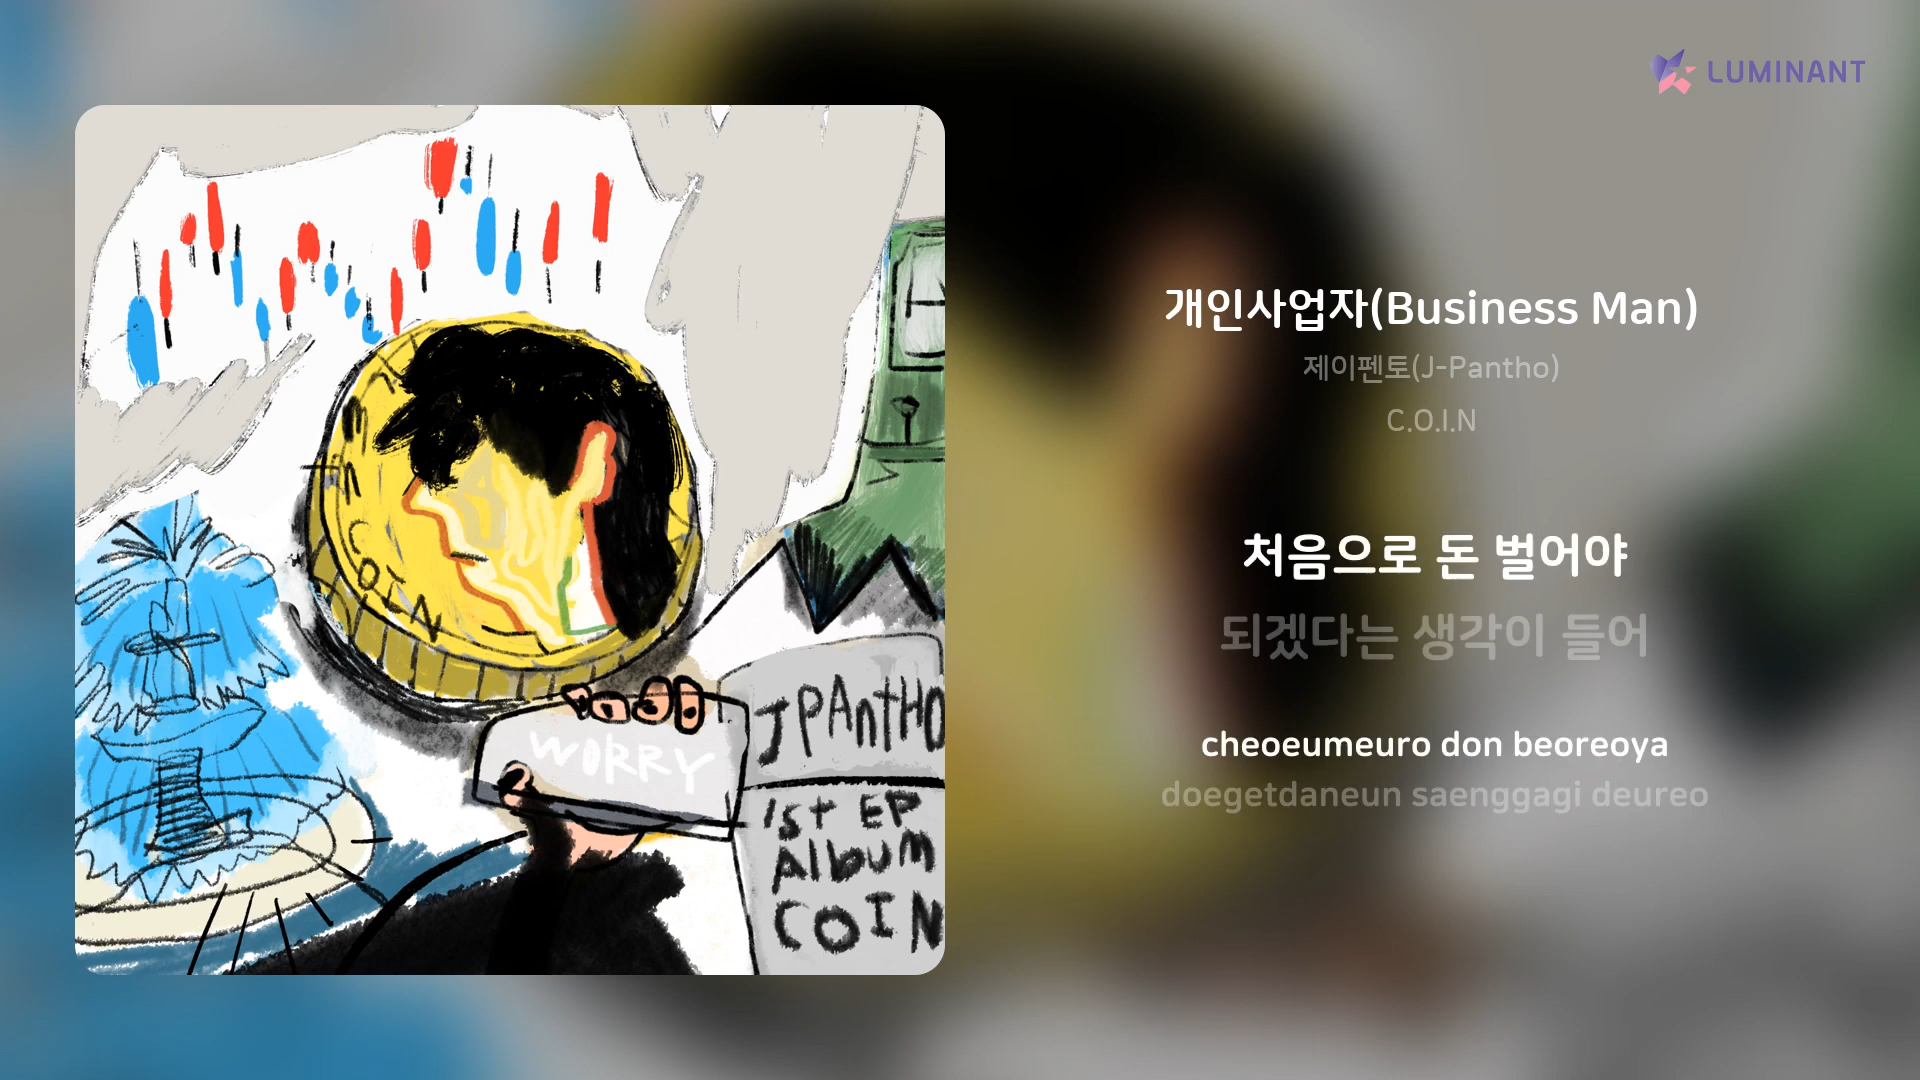 LUMINANT
COIN
WORRY
JPANTHO
1ST EP
Album
COIN
개인사업자(Business Man)
제이펜토(J-Pantho)
C.O.I.N
처음으로 돈 벌어야
되겠다는 생각이 들어
cheoeumeuro don beoreoya
doegetdaneun saenggagi deureo